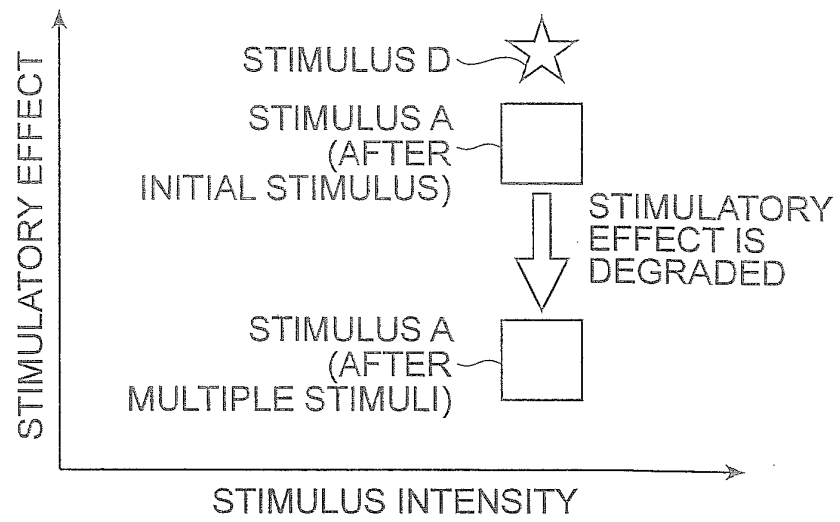 STIMULATORY EFFECT
STIMULUS D
STIMULUS A
(AFTER
INITIAL STIMULUS)
STIMULATORY
EFFECT IS
DEGRADED
STIMULUS A
(AFTER
MULTIPLE STIMULI)
STIMULUS INTENSITY